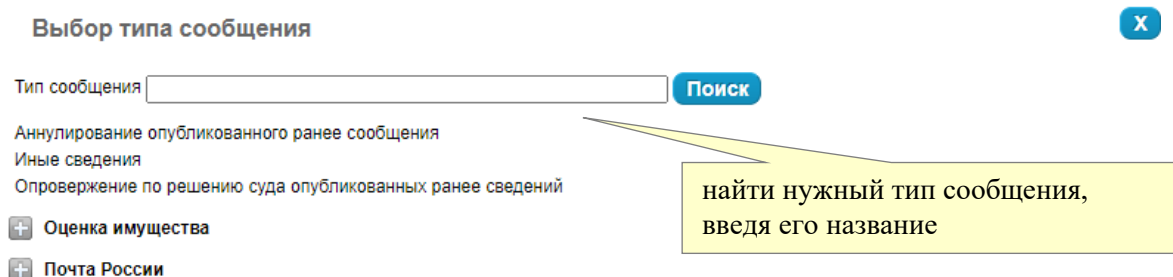 Выбор типа сообщения
X
Тип сообщения
Поиск
Аннулирование опубликованного ранее сообщения
Иные сведения
Опровержение по решению суда опубликованных ранее сведений
найти нужный тип сообщения,
введя его название
Оценка имущества
Почта России